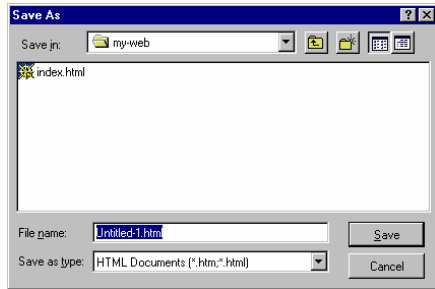 Save As
Save in: my-web
index.html
File name: Untitled-1.html Save
Save as type: HTML Documents (*.htm;*.html) Cancel